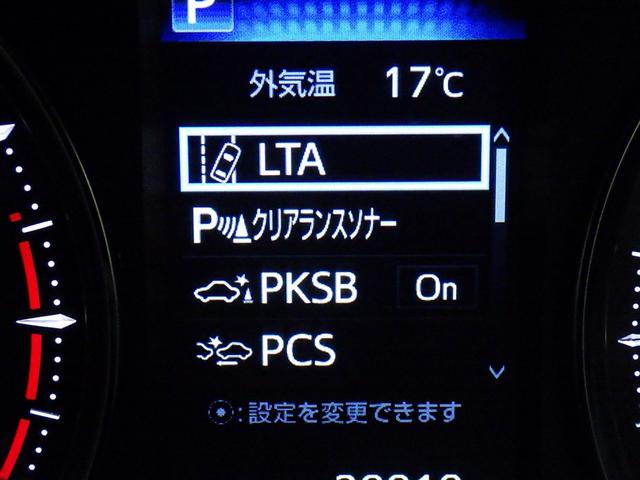 P
外気温 17℃
LTA
P クリアランスソナー
PKSB On
PCS
:設定を変更できます